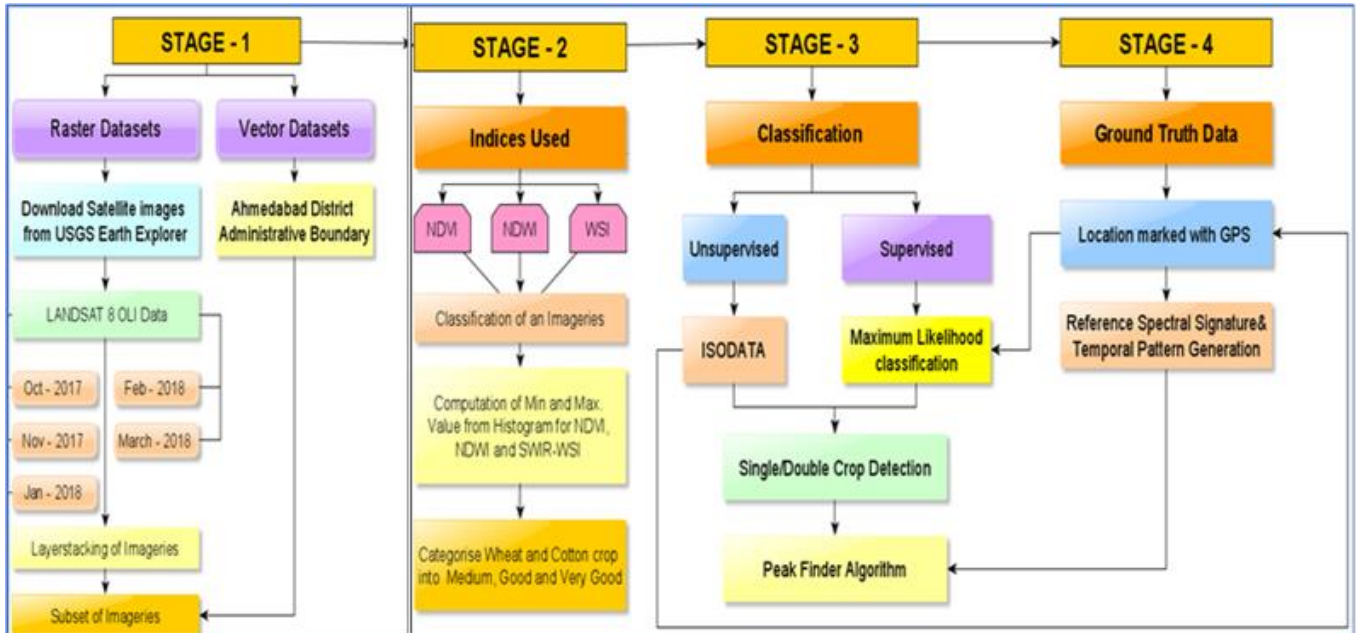 STAGE - 1
Raster Datasets
Vector Datasets
Download Satellite images
from USGS Earth Explorer
Ahmedabad District
Administrative Boundary
LANDSAT 8 OLI Data
Oct - 2017
Feb - 2018
Nov - 2017
March - 2018
Jan - 2018
Layerstacking of Imageries
Subset of Imageries
STAGE - 2
Indices Used
NDVI
NDWI
WSI
Classification of an Imageries
Computation of Min and Max.
Value from Histogram for NDVI,
NDWI and SWIR-WSI
Categorise Wheat and Cotton crop
into Medium, Good and Very Good
STAGE - 3
Classification
Unsupervised
Supervised
ISODATA
Maximum Likelihood
classification
Single/Double Crop Detection
Peak Finder Algorithm
STAGE - 4
Ground Truth Data
Location marked with GPS
Reference Spectral Signature&
Temporal Pattern Generation